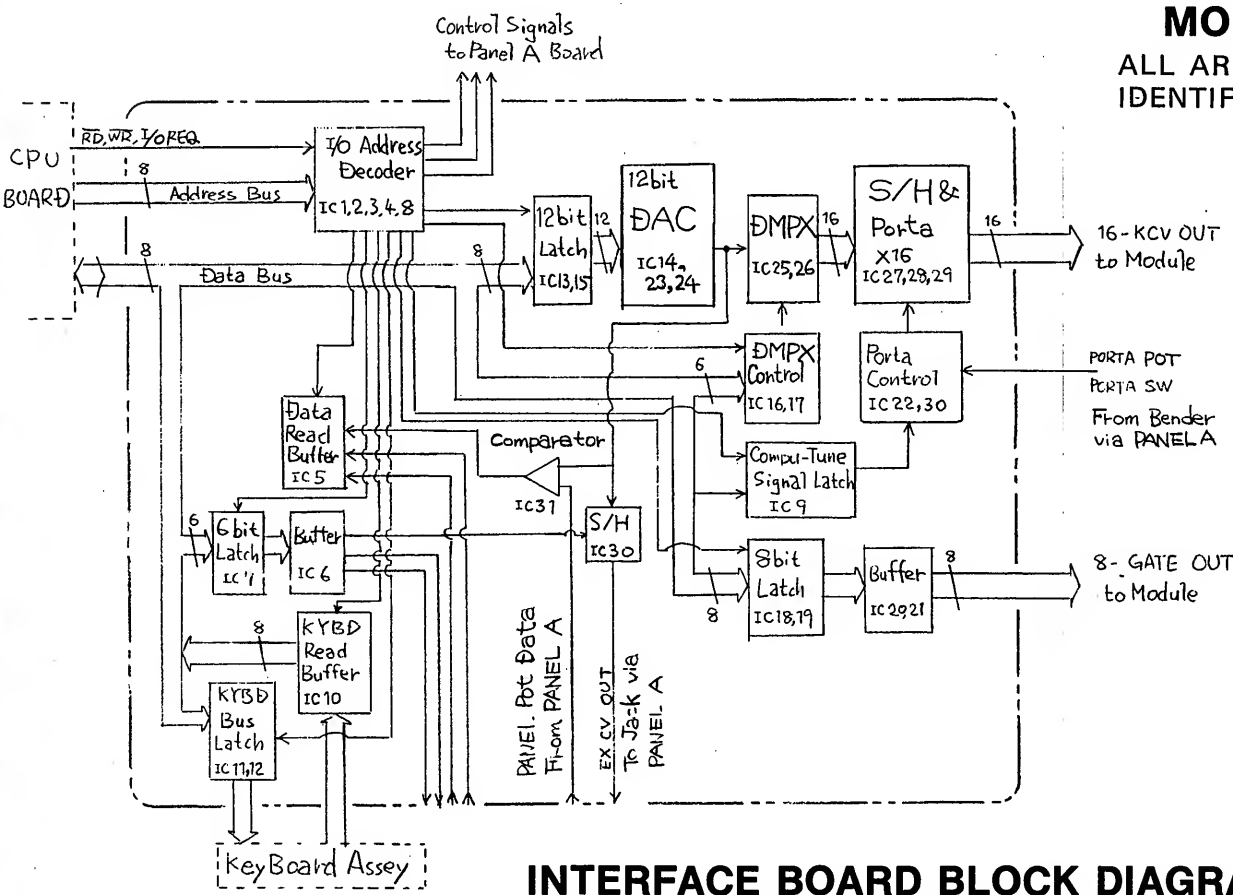 Control Signals
to Panel A Board
MO
ALL AR
IDENTIF
CPU
BOARD
RD, WR, I/O REQ
8
Address Bus
8
Data Bus
I/O Address
Decoder
IC 1,2,3,4,8
8
12bit
Latch
IC13,15
12
12bit
DAC
IC14,
23,24
DMPX
IC25,26
16
S/H&
Porta
X16
IC27,28,29
16
16-KCV OUT
to Module
6
DMPX
Control
IC16,17
Porta
Control
IC22,30
PORTA POT
PORTA SW
From Bender
via PANEL A
Data
Read
Buffer
IC5
Comparator
IC31
Compu-Tune
Signal Latch
IC9
S/H
IC30
6
6bit
Latch
IC7
Buffer
IC6
8
8bit
Latch
IC18,19
Buffer
IC20,21
8
8-GATE OUT
to Module
8
KYBD
Read
Buffer
IC10
KYBD
Bus
Latch
IC11,12
PANEL Pot Data
From PANEL A
EX CV OUT
To Jack via
PANEL A
KeyBoard Assey
INTERFACE BOARD BLOCK DIAGRA